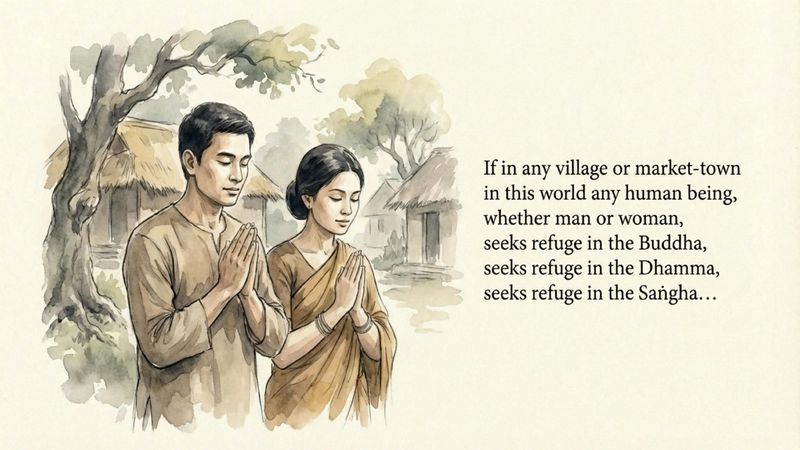 If in any village or market-town
in this world any human being,
whether man or woman,
seeks refuge in the Buddha,
seeks refuge in the Dhamma,
seeks refuge in the Saṅgha…